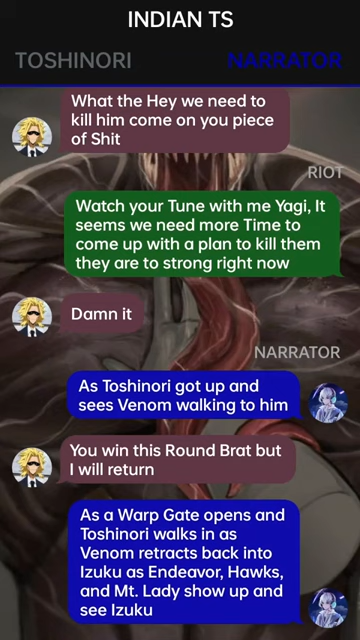 INDIAN TS
TOSHINORI
NARRATOR
What the Hey we need to
kill him come on you piece
of Shit
RIOT
Watch your Tune with me Yagi, It
seems we need more Time to
come up with a plan to kill them
they are to strong right now
Damn it
NARRATOR
As Toshinori got up and
sees Venom walking to him
You win this Round Brat but
I will return
As a Warp Gate opens and
Toshinori walks in as
Venom retracts back into
Izuku as Endeavor, Hawks,
and Mt. Lady show up and
see Izuku